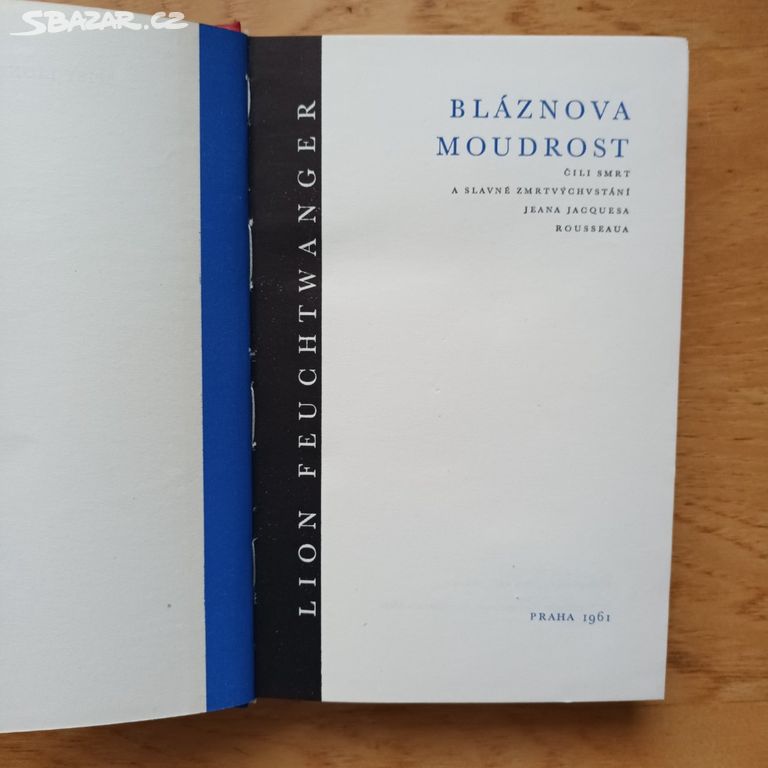 SBAZAR.CZ
LION FEUCHTWANGER
BLÁZNOVA
MOUDROST
ČILI SMRT
A SLAVNÉ ZMRTVÝCHVSTÁNÍ
JEANA JACQUESA
ROUSSEAUA
PRAHA 1961